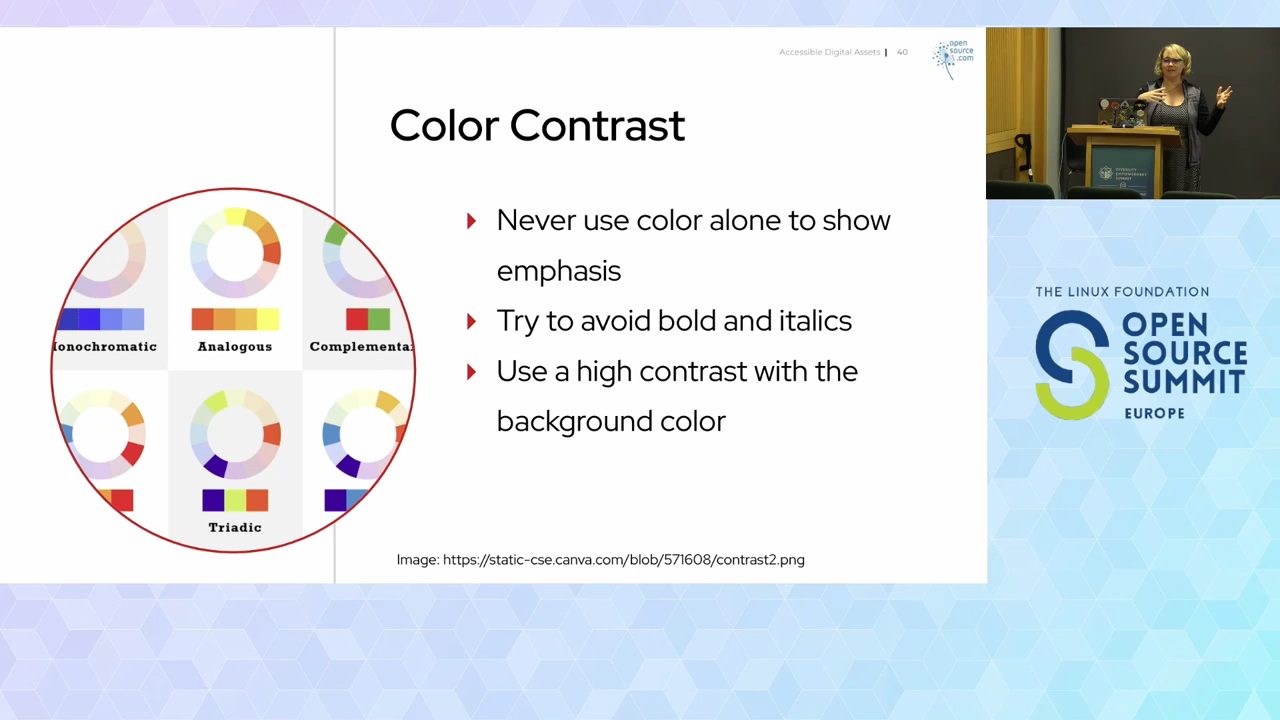 Accessible Digital Assets | 40
open
source
.com
Color Contrast
Never use color alone to show
emphasis
Try to avoid bold and italics
Use a high contrast with the
background color
onochromatic
Analogous
Complementa
Triadic
Image: https://static-cse.canva.com/blob/571608/contrast2.png
THE LINUX FOUNDATION
OPEN
SOURCE
SUMMIT
EUROPE